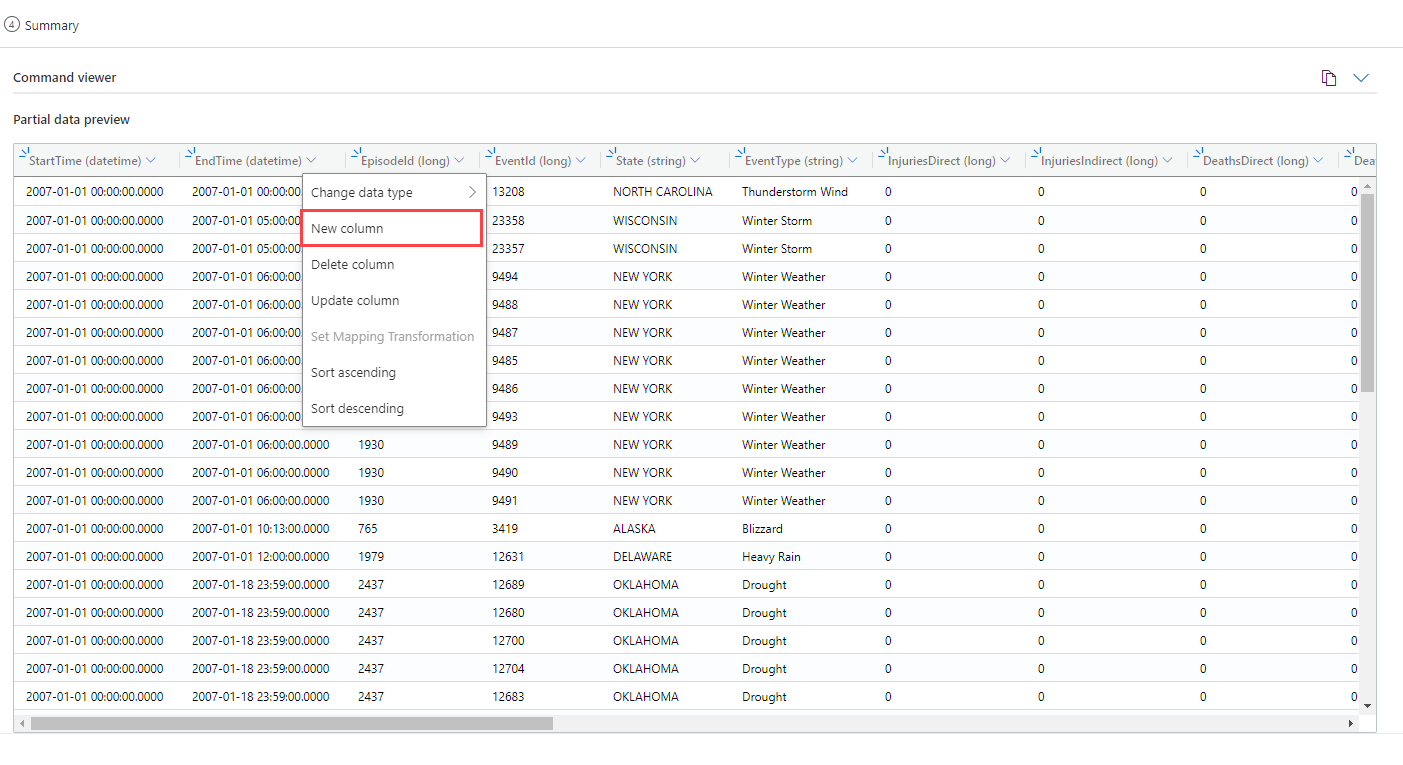 4 Summary
Command viewer
Partial data preview
StartTime (datetime) EndTime (datetime) EpisodeId (long) EventId (long) State (string) EventType (string) InjuriesDirect (long) InjuriesIndirect (long) DeathsDirect (long) Dea
2007-01-01 00:00:00.0000 2007-01-01 00:00:00. Change data type 13208 NORTH CAROLINA Thunderstorm Wind 0 0 0 0
2007-01-01 00:00:00.0000 2007-01-01 05:00:00. New column 23358 WISCONSIN Winter Storm 0 0 0 0
2007-01-01 00:00:00.0000 2007-01-01 05:00:00. Delete column 23357 WISCONSIN Winter Storm 0 0 0 0
2007-01-01 00:00:00.0000 2007-01-01 06:00:00. 9494 NEW YORK Winter Weather 0 0 0 0
2007-01-01 00:00:00.0000 2007-01-01 06:00:00. Update column 9488 NEW YORK Winter Weather 0 0 0 0
2007-01-01 00:00:00.0000 2007-01-01 06:00:00. Set Mapping Transformation 9487 NEW YORK Winter Weather 0 0 0 0
2007-01-01 00:00:00.0000 2007-01-01 06:00:00. 9485 NEW YORK Winter Weather 0 0 0 0
Sort ascending
2007-01-01 00:00:00.0000 2007-01-01 06:00:00. 9486 NEW YORK Winter Weather 0 0 0 0
2007-01-01 00:00:00.0000 2007-01-01 06:00:00. Sort descending 9493 NEW YORK Winter Weather 0 0 0 0
2007-01-01 00:00:00.0000 2007-01-01 06:00:00.0000 1930 9489 NEW YORK Winter Weather 0 0 0 0
2007-01-01 00:00:00.0000 2007-01-01 06:00:00.0000 1930 9490 NEW YORK Winter Weather 0 0 0 0
2007-01-01 00:00:00.0000 2007-01-01 06:00:00.0000 1930 9491 NEW YORK Winter Weather 0 0 0 0
2007-01-01 00:00:00.0000 2007-01-01 10:13:00.0000 765 3419 ALASKA Blizzard 0 0 0 0
2007-01-01 00:00:00.0000 2007-01-01 12:00:00.0000 1979 12631 DELAWARE Heavy Rain 0 0 0 0
2007-01-01 00:00:00.0000 2007-01-18 23:59:00.0000 2437 12689 OKLAHOMA Drought 0 0 0 0
2007-01-01 00:00:00.0000 2007-01-18 23:59:00.0000 2437 12680 OKLAHOMA Drought 0 0 0 0
2007-01-01 00:00:00.0000 2007-01-18 23:59:00.0000 2437 12700 OKLAHOMA Drought 0 0 0 0
2007-01-01 00:00:00.0000 2007-01-18 23:59:00.0000 2437 12704 OKLAHOMA Drought 0 0 0 0
2007-01-01 00:00:00.0000 2007-01-18 23:59:00.0000 2437 12683 OKLAHOMA Drought 0 0 0 0